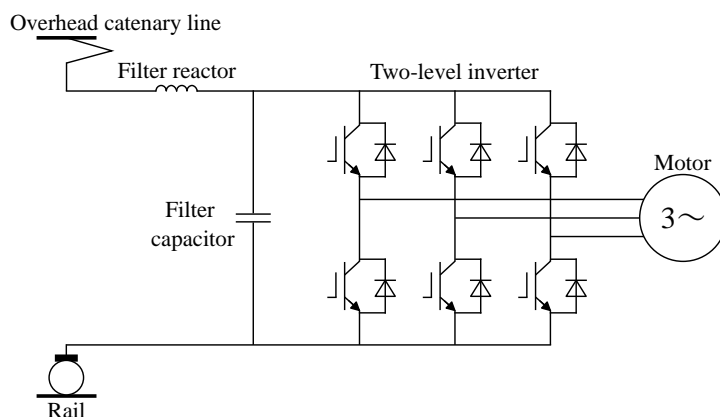 Overhead catenary line
Filter reactor
Two-level inverter
Motor
3~
Filter
capacitor
Rail